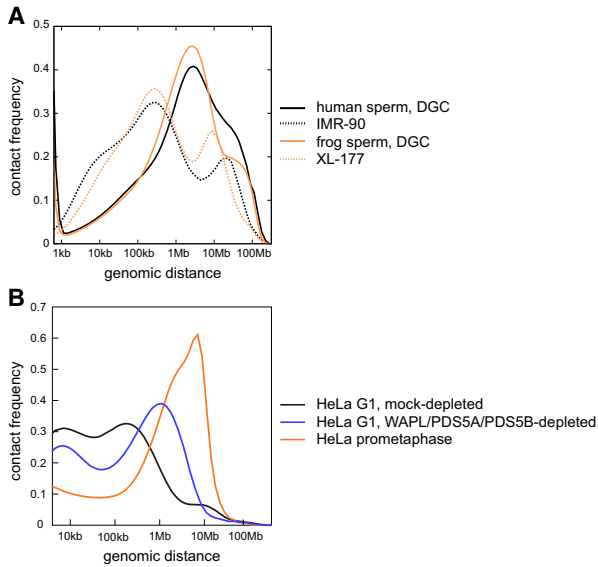 A
0.5
0.4
0.3
0.2
0.1
0
contact frequency
1kb 10kb 100kb 1Mb 10Mb 100Mb
genomic distance
human sperm, DGC
IMR-90
frog sperm, DGC
XL-177
B
0.7
0.6
0.5
0.4
0.3
0.2
0.1
0
contact frequency
10kb 100kb 1Mb 10Mb 100Mb
genomic distance
HeLa G1, mock-depleted
HeLa G1, WAPL/PDS5A/PDS5B-depleted
HeLa prometaphase